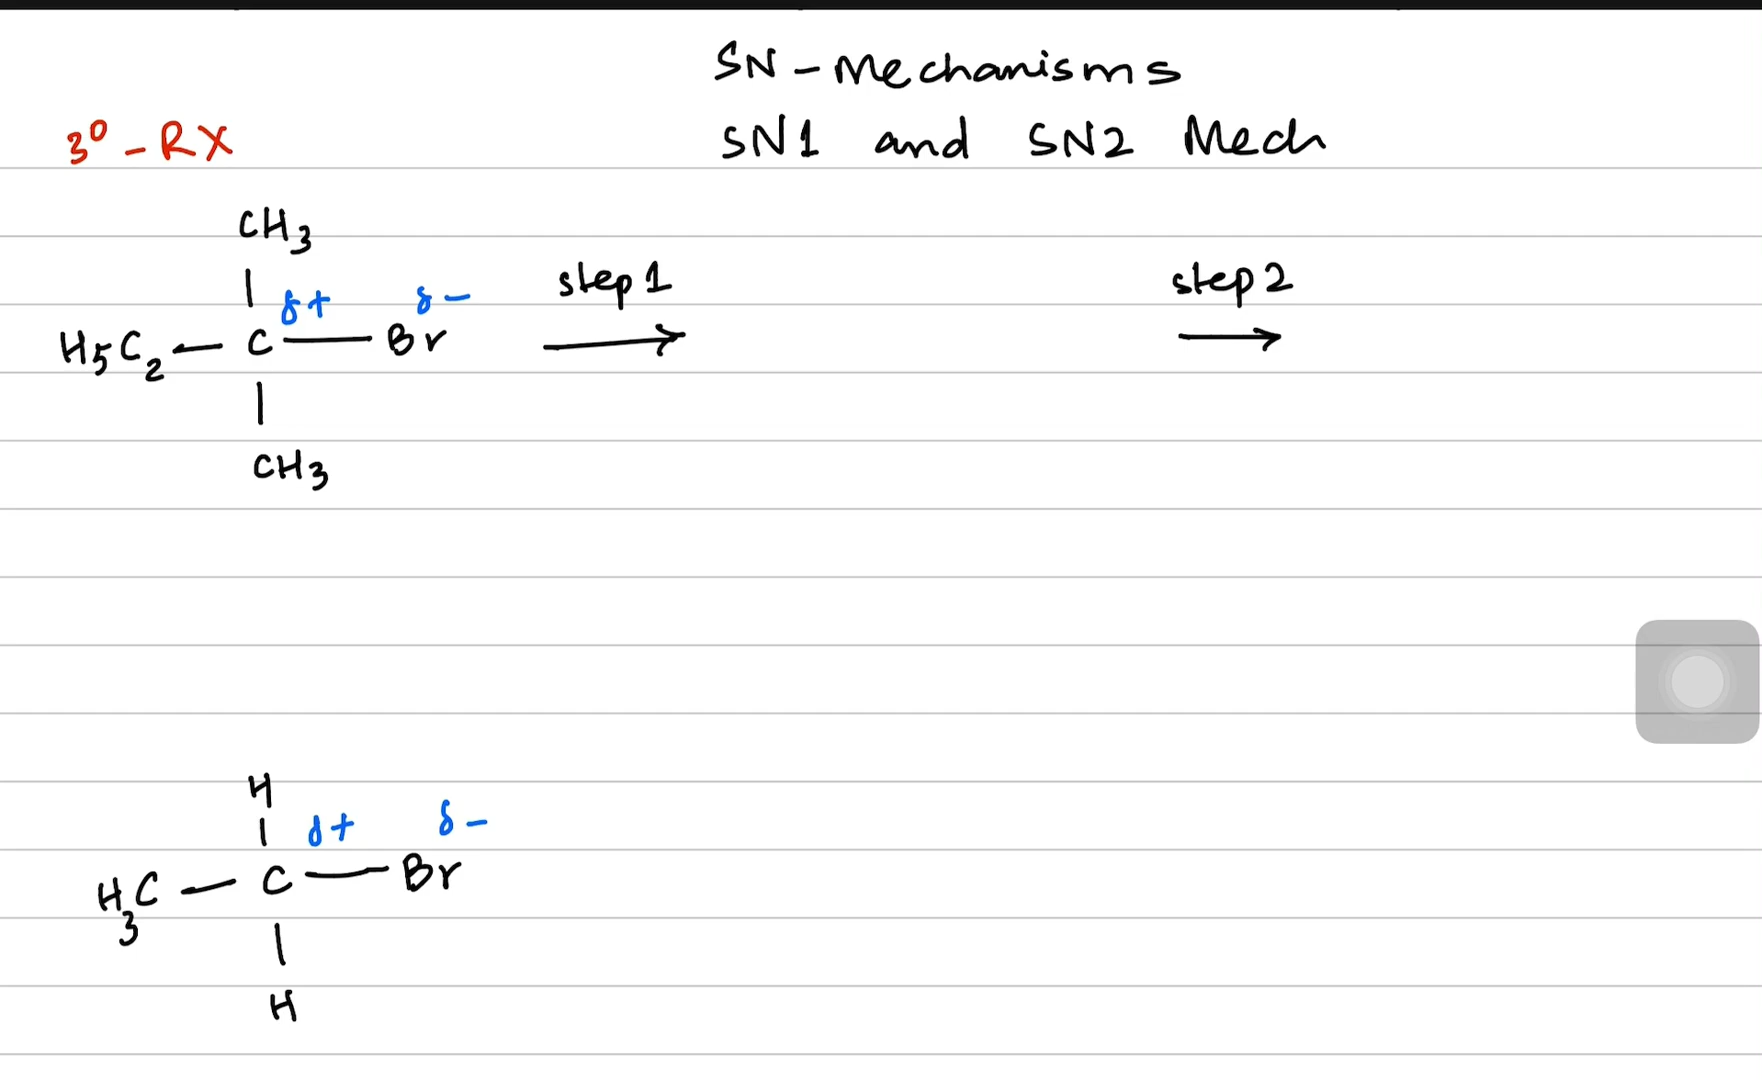 SN - Mechanisms
3° - RX
SN1 and SN2 Mech
CH3
δ+ δ-
step 1
step 2
H5C2 - C - Br
CH3
H
δ+ δ-
H3C - C - Br
H